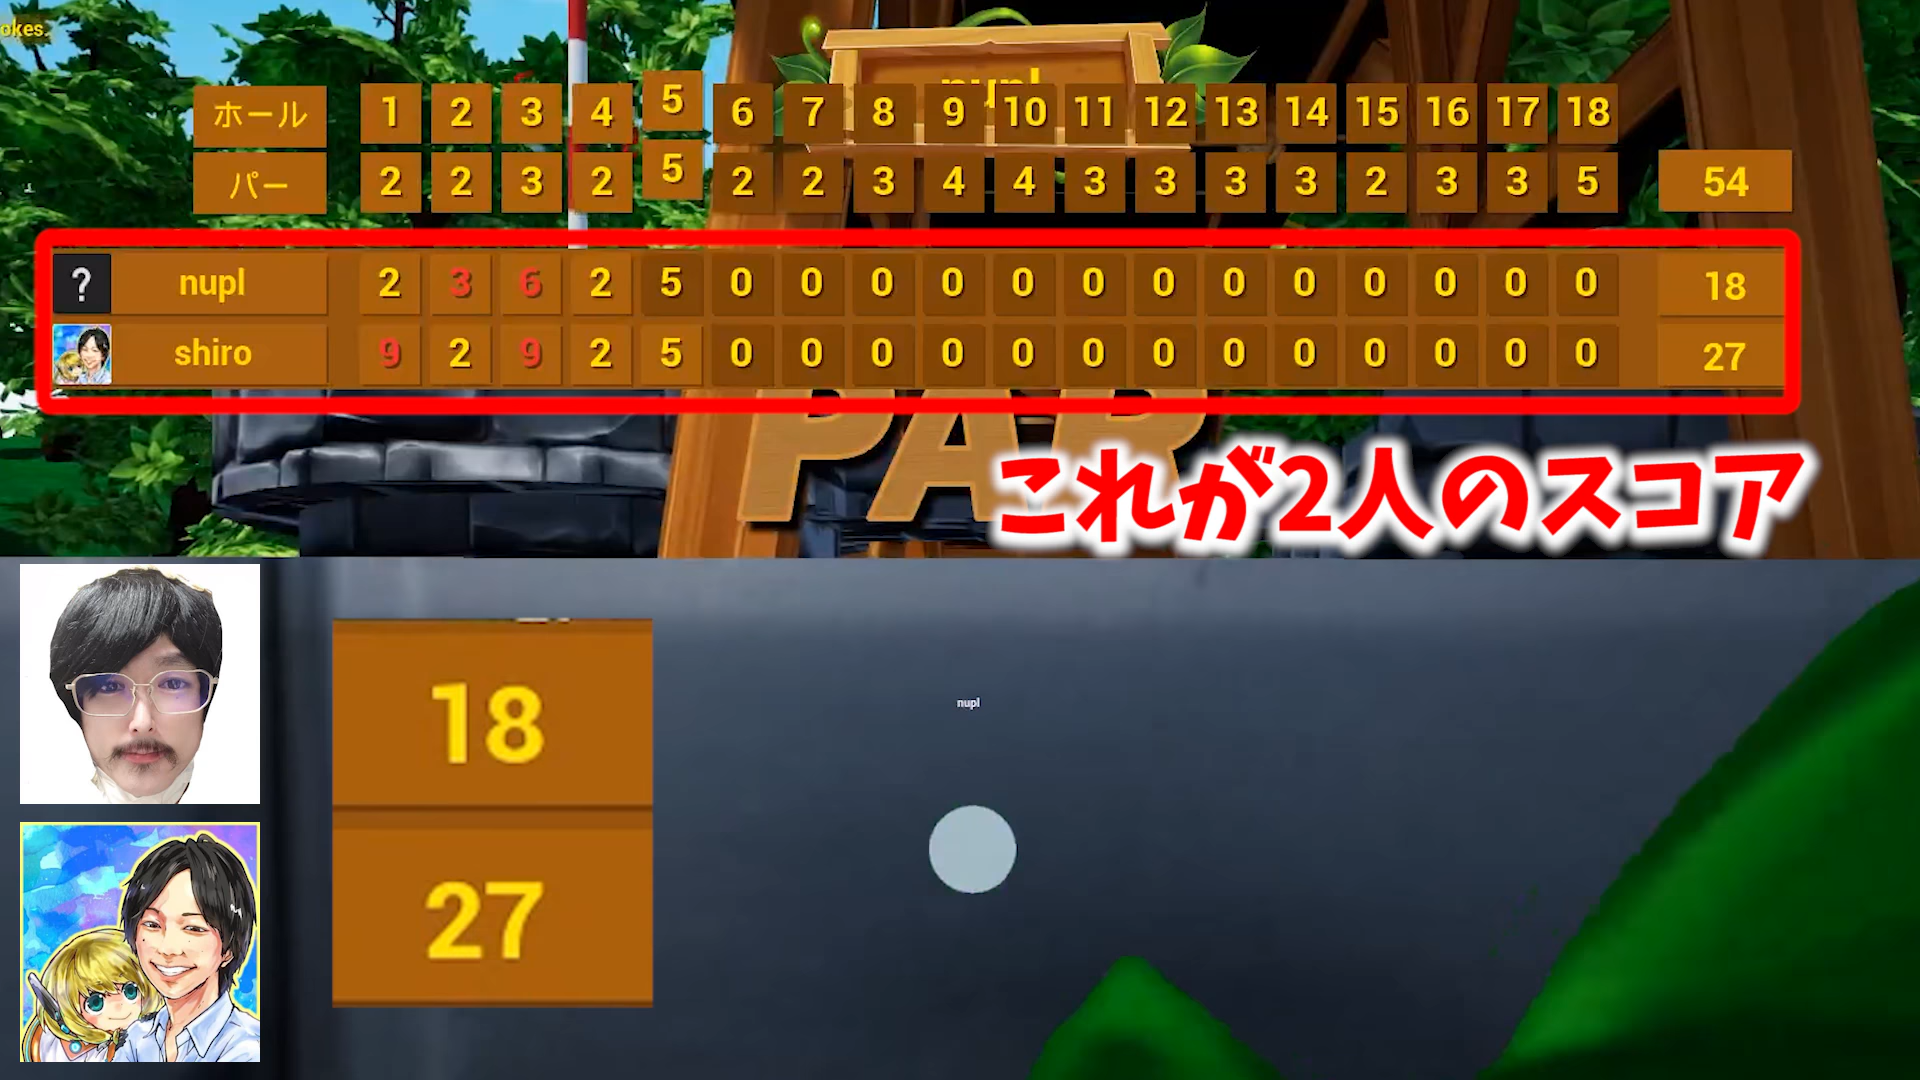 okes.
nupl
ホール 1 2 3 4 5 6 7 8 9 10 11 12 13 14 15 16 17 18
パー 2 2 3 2 5 2 2 3 4 4 3 3 3 3 2 3 3 5 54
? nupl 2 3 6 2 5 0 0 0 0 0 0 0 0 0 0 0 0 0 18
shiro 9 2 9 2 5 0 0 0 0 0 0 0 0 0 0 0 0 0 27
PAR
これが2人のスコア
18
27
nupl